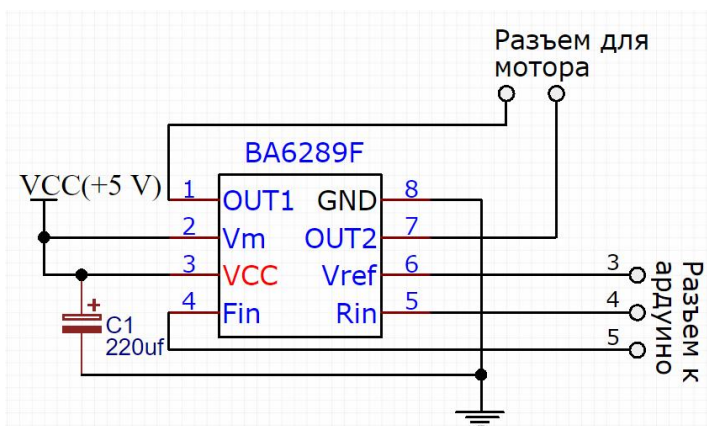 Разъем для
мотора
BA6289F
VCC(+5 V)
1
OUT1
GND
8
2
Vm
OUT2
7
3
VCC
Vref
6
4
Fin
Rin
5
3
4
5
Разъем к
ардуино
+
C1
220uf